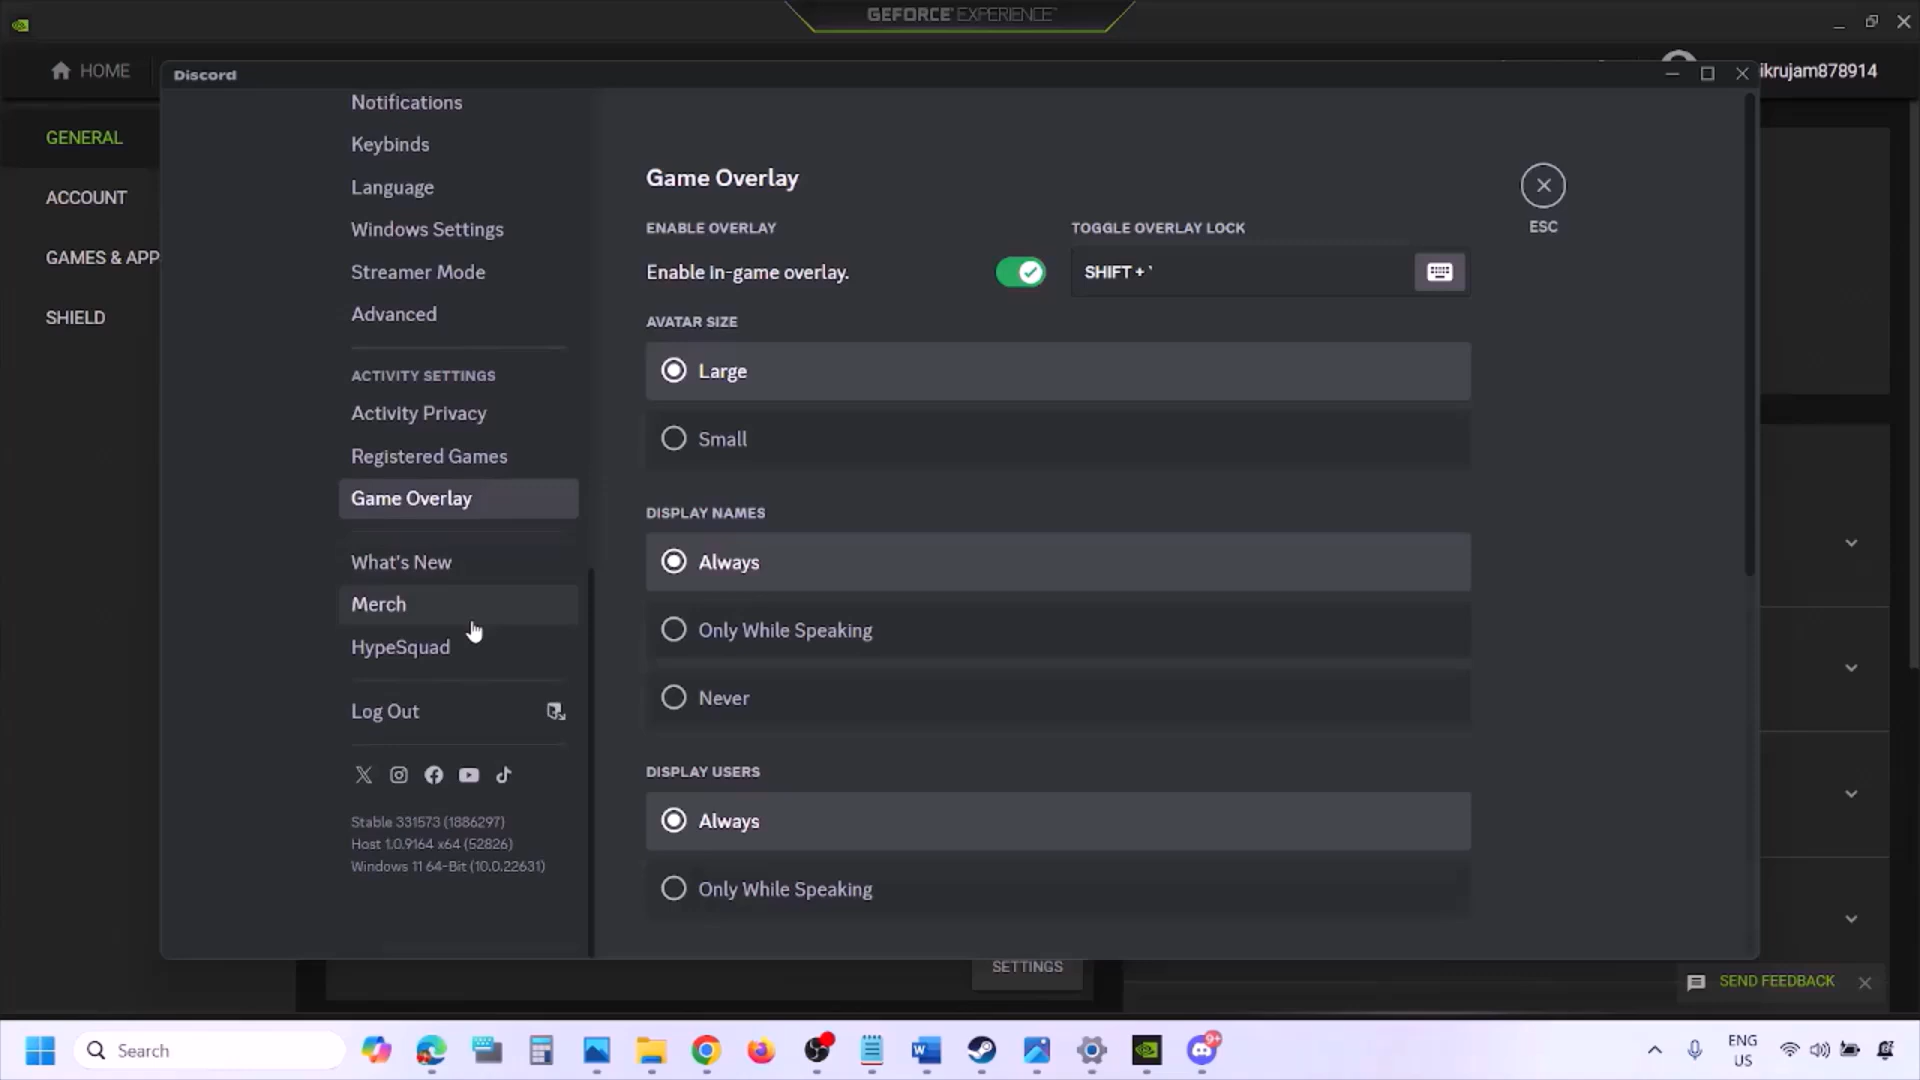 GEFORCE EXPERIENCE
HOME
ikrujam878914
GENERAL
ACCOUNT
GAMES & APP
SHIELD
Discord
Notifications
Keybinds
Language
Windows Settings
Streamer Mode
Advanced
ACTIVITY SETTINGS
Activity Privacy
Registered Games
Game Overlay
What's New
Merch
HypeSquad
Log Out
Stable 331573 (1886297)
Host 1.0.9164 x64 (52826)
Windows 11 64-Bit (10.0.22631)
Game Overlay
ENABLE OVERLAY
Enable in-game overlay.
TOGGLE OVERLAY LOCK
SHIFT + `
ESC
AVATAR SIZE
Large
Small
DISPLAY NAMES
Always
Only While Speaking
Never
DISPLAY USERS
Always
Only While Speaking
SETTINGS
SEND FEEDBACK
Search
9+
ENG
US